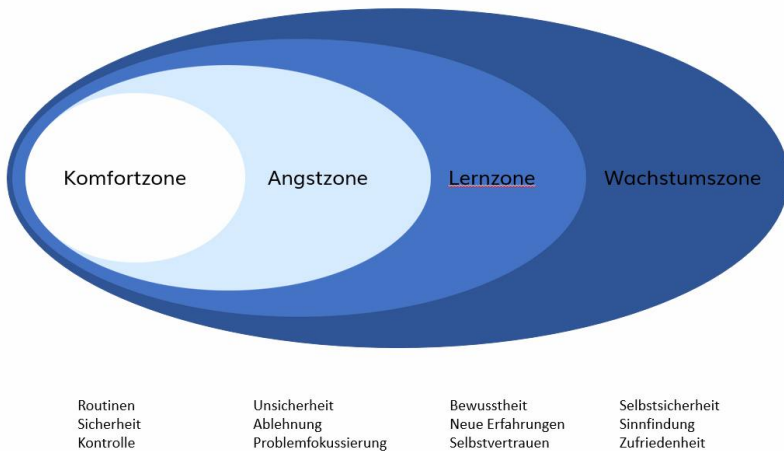 Komfortzone Angstzone Lernzone Wachstumszone
Routinen Unsicherheit Bewusstheit Selbstsicherheit
Sicherheit Ablehnung Neue Erfahrungen Sinnfindung
Kontrolle Problemfokussierung Selbstvertrauen Zufriedenheit